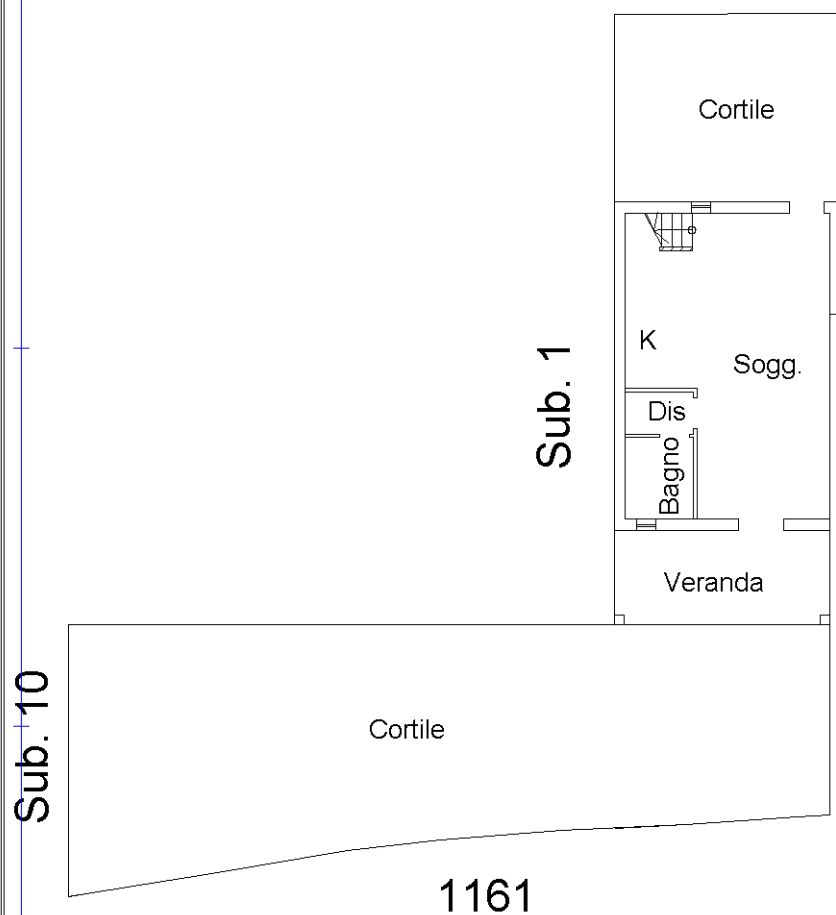 Cortile
Sub. 1
K
Sogg.
Dis
Bagno
Veranda
Sub. 10
Cortile
1161